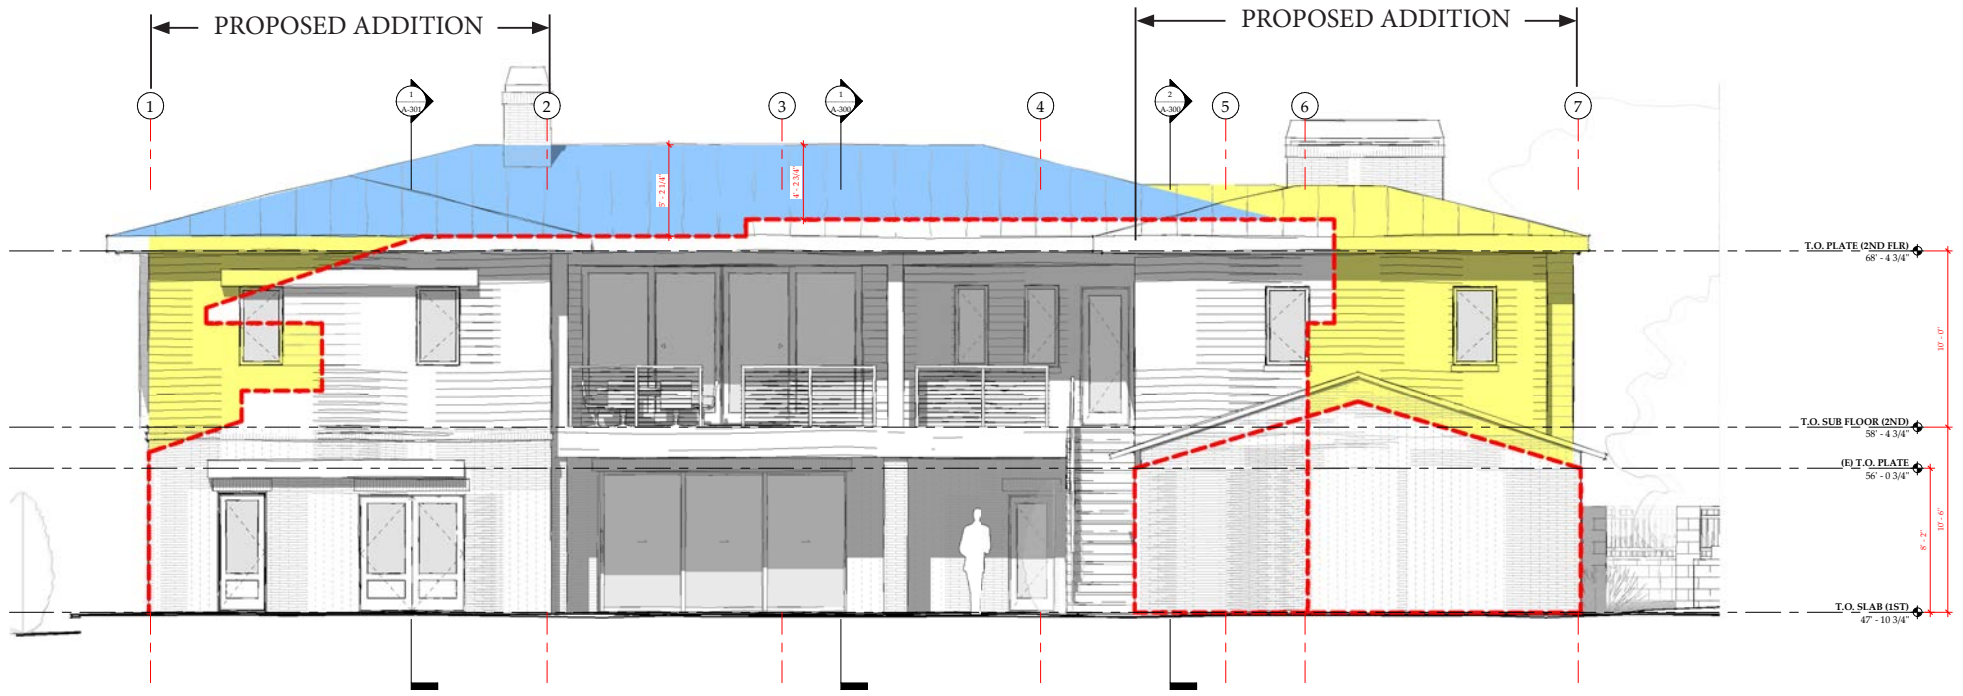 PROPOSED ADDITION
PROPOSED ADDITION
1
1
A-301
2
3
1
A-300
4
2
A-300
5
6
7
5' - 2 1/4"
4' - 2 3/4"
T.O. PLATE (2ND FLR)
68' - 4 3/4"
10' - 0"
T.O. SUB FLOOR (2ND)
58' - 4 3/4"
(E) T.O. PLATE
56' - 0 3/4"
8' - 2"
10' - 6"
T.O. SLAB (1ST)
47' - 10 3/4"